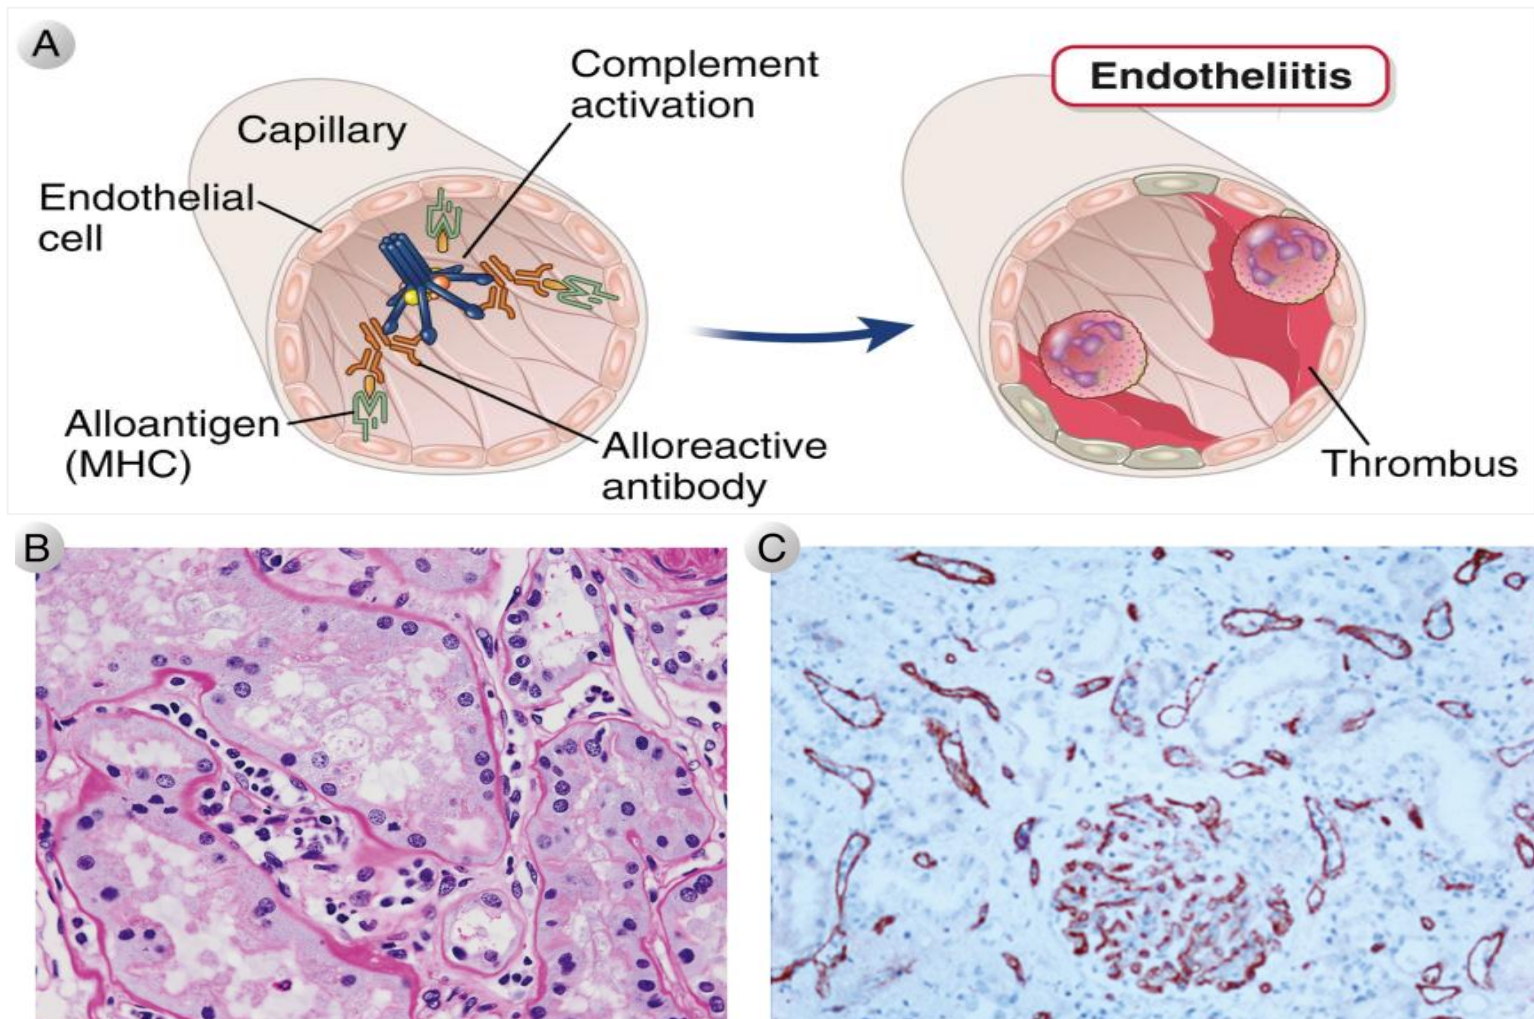 A
Complement
activation
Endotheliitis
Capillary
Endothelial
cell
Alloantigen
(MHC)
Alloreactive
antibody
Thrombus
B
C